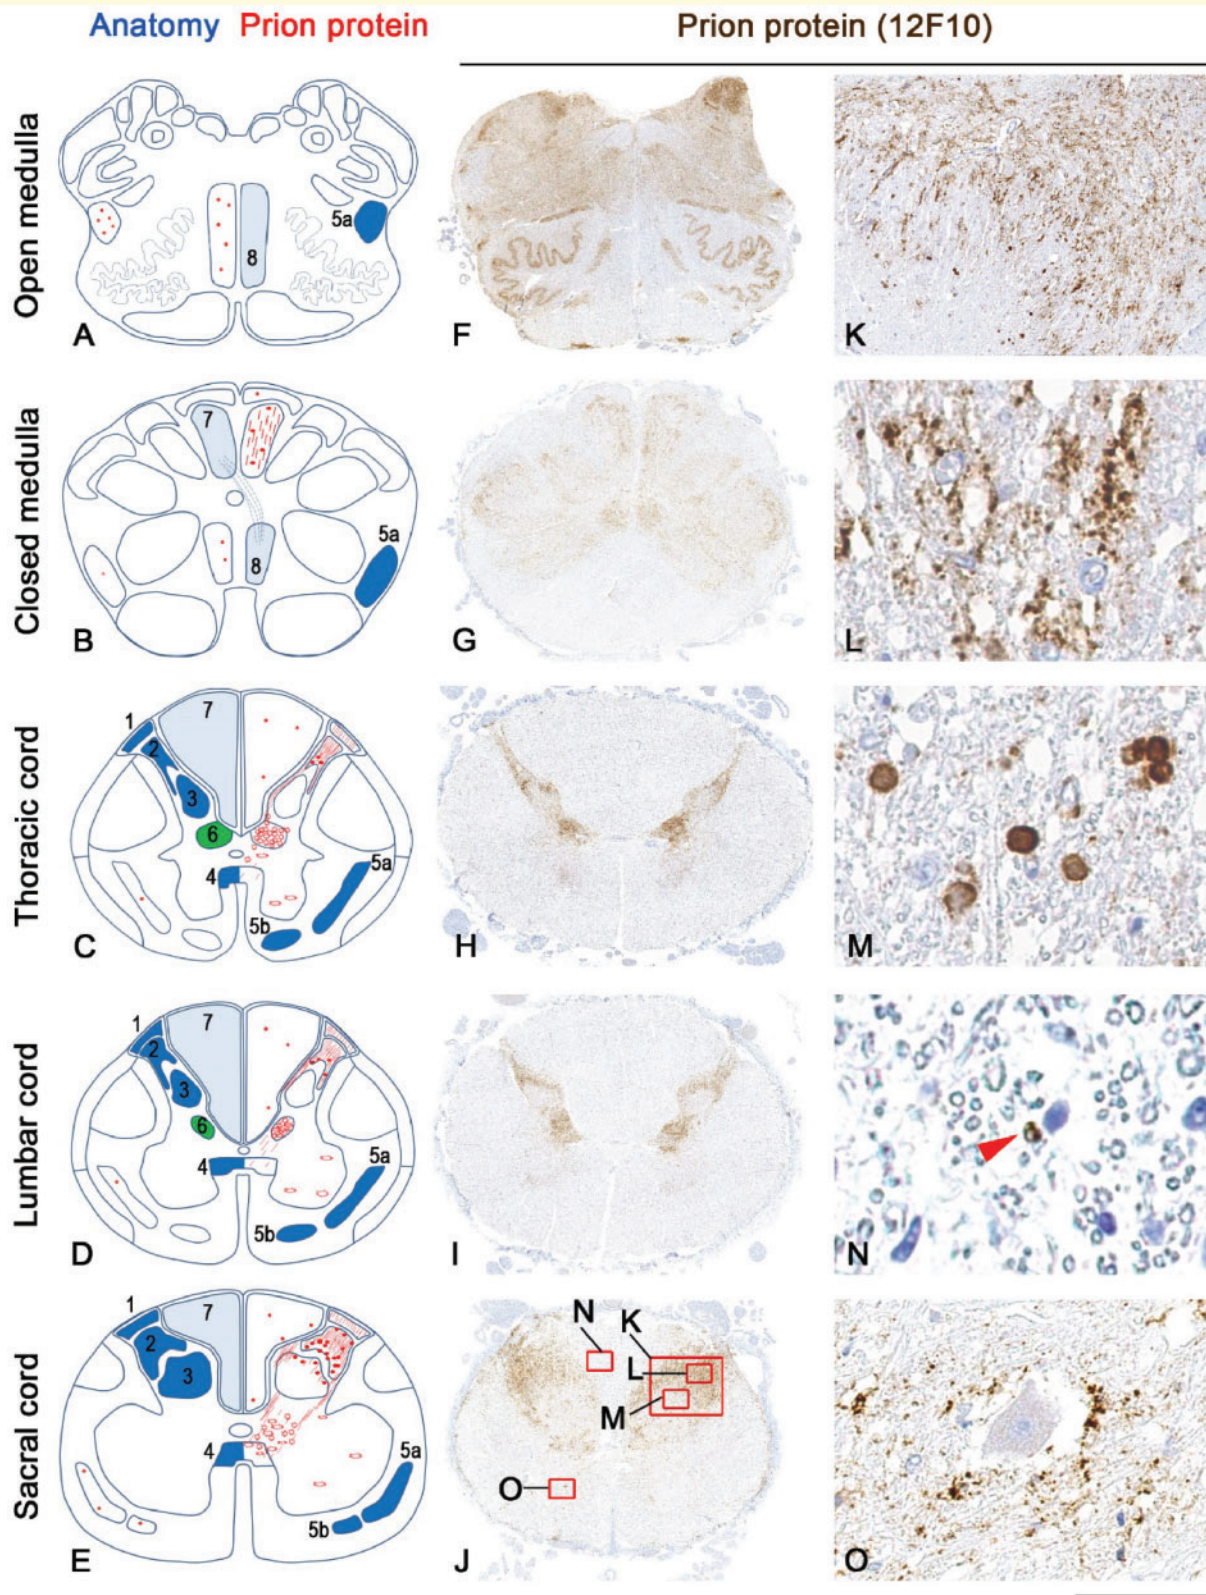 Anatomy Prion protein
Prion protein (12F10)
Open medulla
5a
8
A
F
K
Closed medulla
7
5a
8
B
G
L
Thoracic cord
1
7
2
3
6
5a
4
5b
C
H
M
Lumbar cord
1
7
2
3
6
5a
4
5b
D
I
N
Sacral cord
1
7
2
3
4
5a
5b
E
N
K
L
M
O
J
O